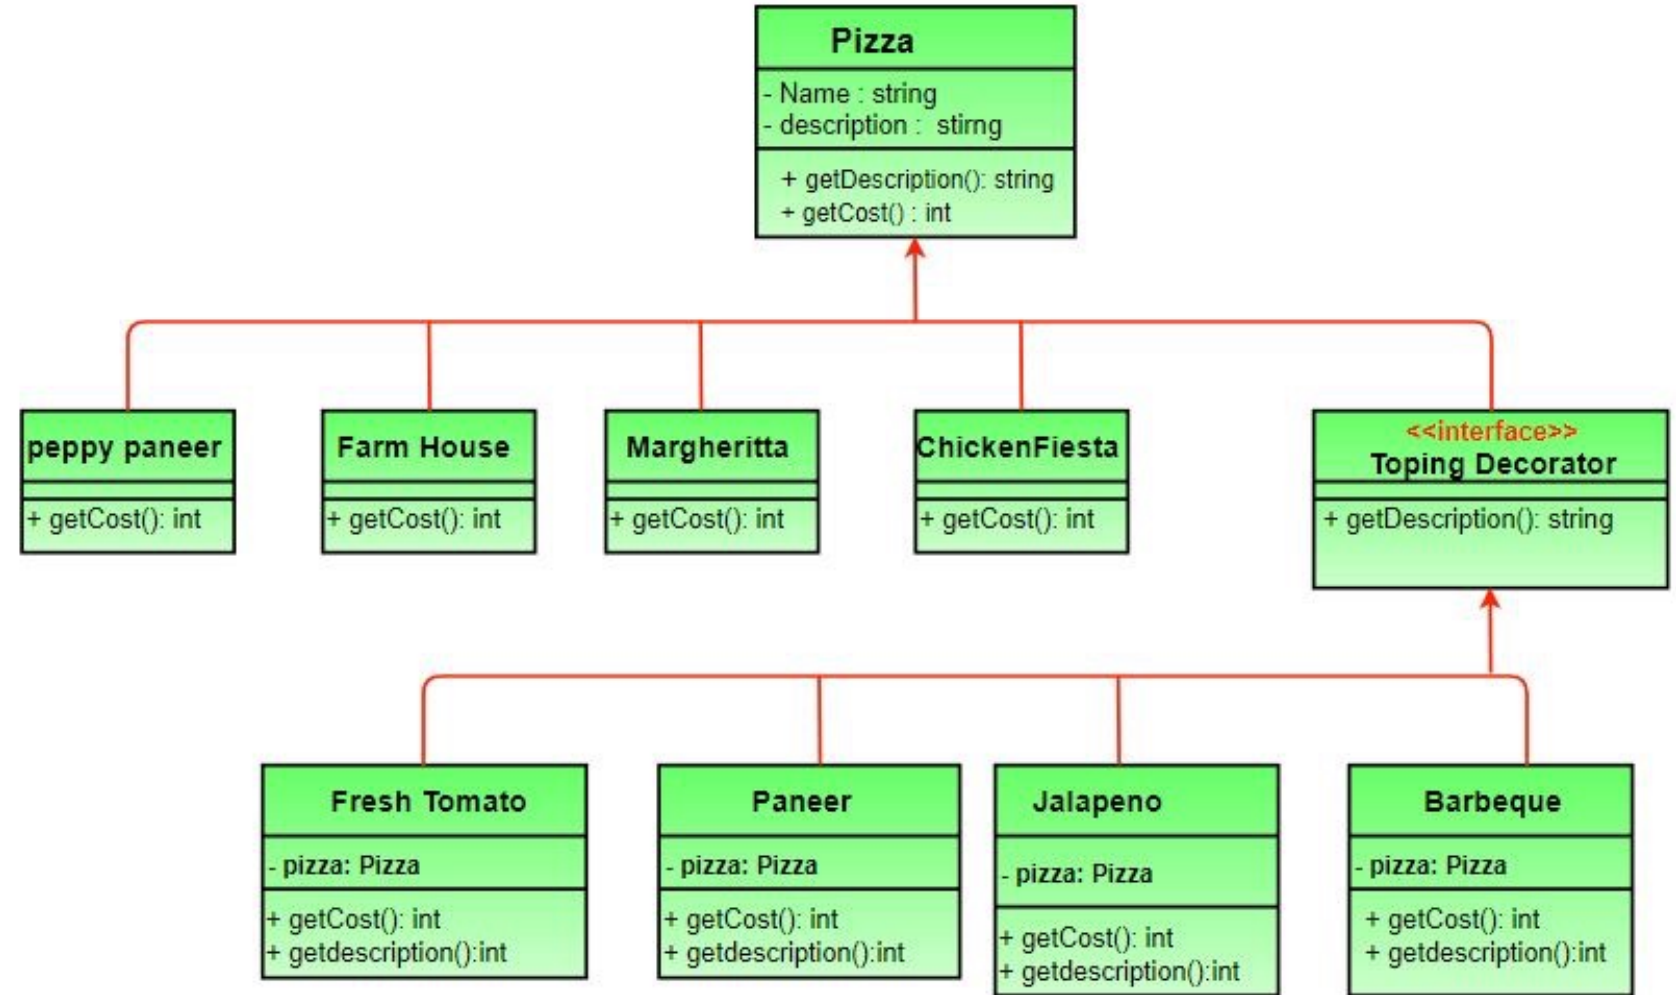 Pizza
- Name : string
- description : stirng
+ getDescription(): string
+ getCost() : int
peppy paneer
+ getCost(): int
Farm House
+ getCost(): int
Margheritta
+ getCost(): int
ChickenFiesta
+ getCost(): int
<<interface>>
Toping Decorator
+ getDescription(): string
Fresh Tomato
- pizza: Pizza
+ getCost(): int
+ getdescription():int
Paneer
- pizza: Pizza
+ getCost(): int
+ getdescription():int
Jalapeno
- pizza: Pizza
+ getCost(): int
+ getdescription():int
Barbeque
- pizza: Pizza
+ getCost(): int
+ getdescription():int